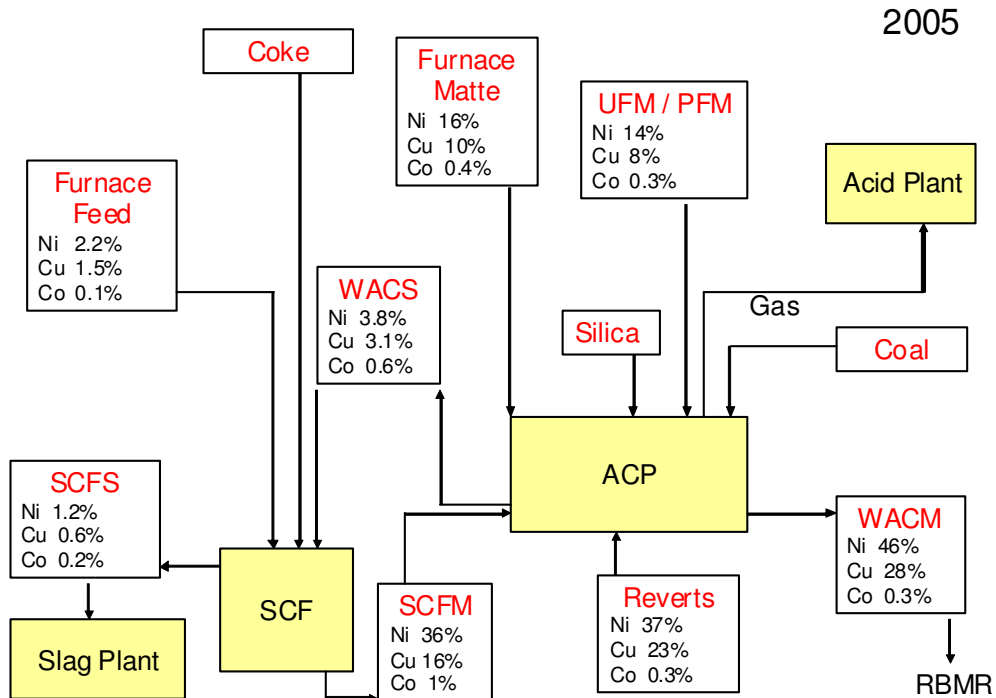 2005
Coke
Furnace
Matte
Ni 16%
Cu 10%
Co 0.4%
UFM / PFM
Ni 14%
Cu 8%
Co 0.3%
Acid Plant
Furnace
Feed
Ni 2.2%
Cu 1.5%
Co 0.1%
WACS
Ni 3.8%
Cu 3.1%
Co 0.6%
Silica
Gas
Coal
ACP
SCFS
Ni 1.2%
Cu 0.6%
Co 0.2%
SCF
SCFM
Ni 36%
Cu 16%
Co 1%
Reverts
Ni 37%
Cu 23%
Co 0.3%
WACM
Ni 46%
Cu 28%
Co 0.3%
Slag Plant
RBMR